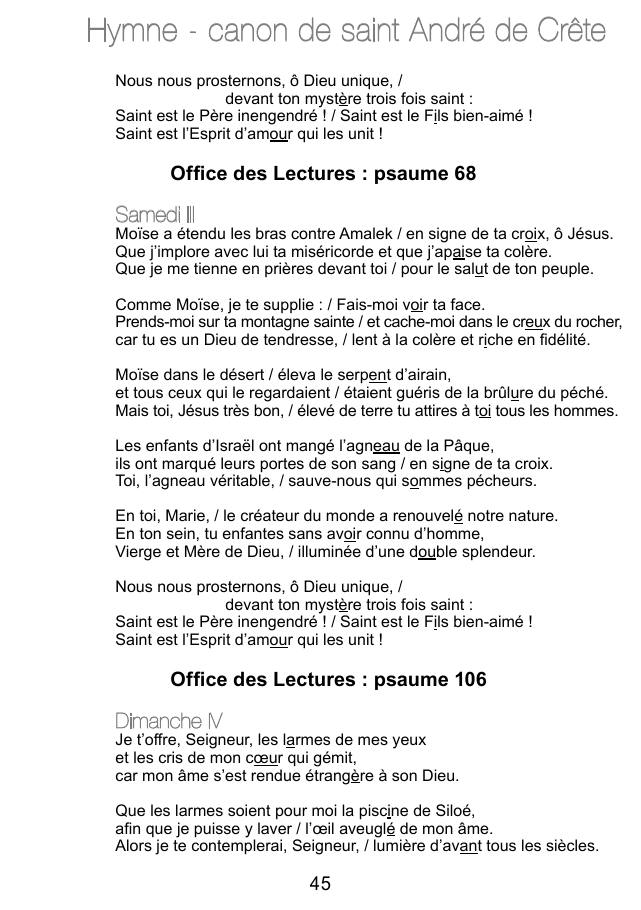 Hymne - canon de saint André de Crête
Nous nous prosternons, ô Dieu unique, /
devant ton mystère trois fois saint :
Saint est le Père inengendré ! / Saint est le Fils bien-aimé !
Saint est l’Esprit d’amour qui les unit !
Office des Lectures : psaume 68
Samedi III
Moïse a étendu les bras contre Amalek / en signe de ta croix, ô Jésus.
Que j’implore avec lui ta miséricorde et que j’apaise ta colère.
Que je me tienne en prières devant toi / pour le salut de ton peuple.
Comme Moïse, je te supplie : / Fais-moi voir ta face.
Prends-moi sur ta montagne sainte / et cache-moi dans le creux du rocher,
car tu es un Dieu de tendresse, / lent à la colère et riche en fidélité.
Moïse dans le désert / éleva le serpent d’airain,
et tous ceux qui le regardaient / étaient guéris de la brûlure du péché.
Mais toi, Jésus très bon, / élevé de terre tu attires à toi tous les hommes.
Les enfants d’Israël ont mangé l’agneau de la Pâque,
ils ont marqué leurs portes de son sang / en signe de ta croix.
Toi, l’agneau véritable, / sauve-nous qui sommes pécheurs.
En toi, Marie, / le créateur du monde a renouvelé notre nature.
En ton sein, tu enfantes sans avoir connu d’homme,
Vierge et Mère de Dieu, / illuminée d’une double splendeur.
Nous nous prosternons, ô Dieu unique, /
devant ton mystère trois fois saint :
Saint est le Père inengendré ! / Saint est le Fils bien-aimé !
Saint est l’Esprit d’amour qui les unit !
Office des Lectures : psaume 106
Dimanche IV
Je t’offre, Seigneur, les larmes de mes yeux
et les cris de mon cœur qui gémit,
car mon âme s’est rendue étrangère à son Dieu.
Que les larmes soient pour moi la piscine de Siloé,
afin que je puisse y laver / l’œil aveuglé de mon âme.
Alors je te contemplerai, Seigneur, / lumière d’avant tous les siècles.
45